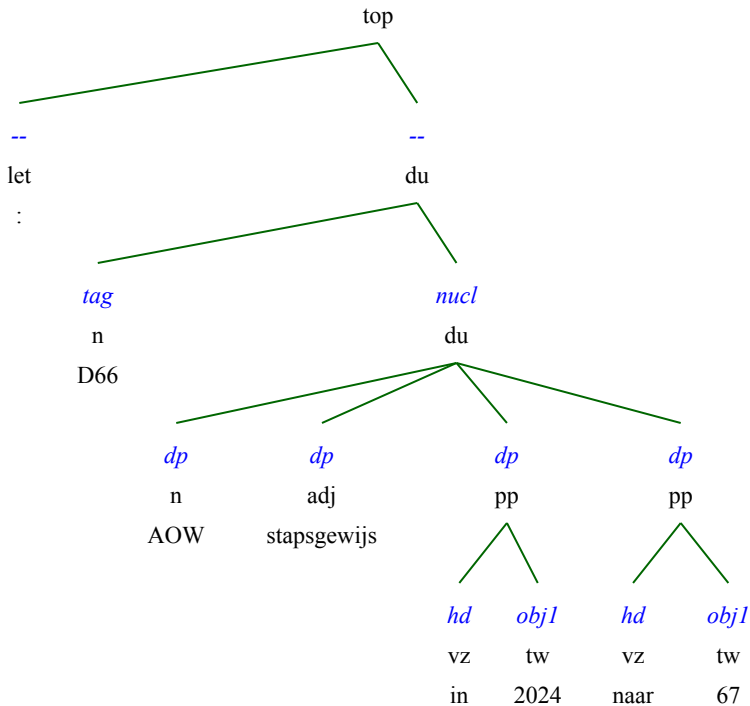 top
-- --
let du
:
tag nucl
n du
D66
dp dp dp dp
n adj pp pp
AOW stapsgewijs
hd obj1 hd obj1
vz tw vz tw
in 2024 naar 67